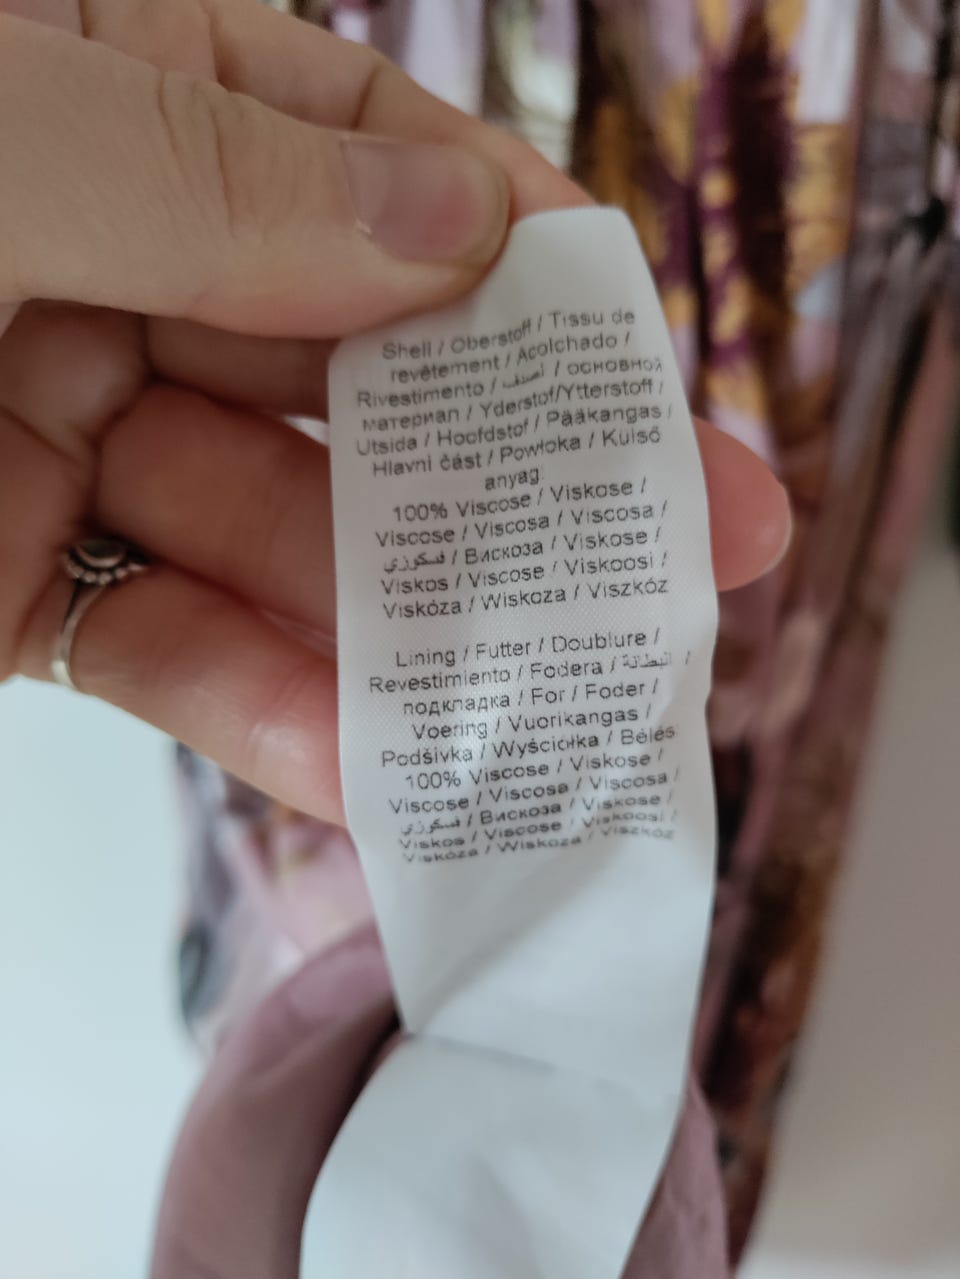 Shell / Oberstoff / Tissu de
revêtement / Acolchado /
Rivestimento / أصدف / основной
материал / Yderstof/Ytterstoff /
Utsida / Hoofdstof / Pääkangas /
Hlavní část / Powłoka / Külső
anyag:
100% Viscose / Viskose /
Viscose / Viscosa / Viscosa /
فسكوزي / Вискоза / Viskose /
Viskos / Viscose / Viskoosi /
Viskóza / Wiskoza / Viszkóz
Lining / Futter / Doublure /
Revestimiento / Fodera / البطانة /
подкладка / For / Foder /
Voering / Vuorikangas /
Podšívka / Wyściółka / Bélés
100% Viscose / Viskose /
Viscose / Viscosa / Viscosa /
فسكوزي / Вискоза / Viskose /
Viskos / Viscose / Viskoosi /
Viskóza / Wiskoza / Viszkóz